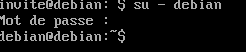 invite@debian:~$ su - debian
Mot de passe :
debian@debian:~$